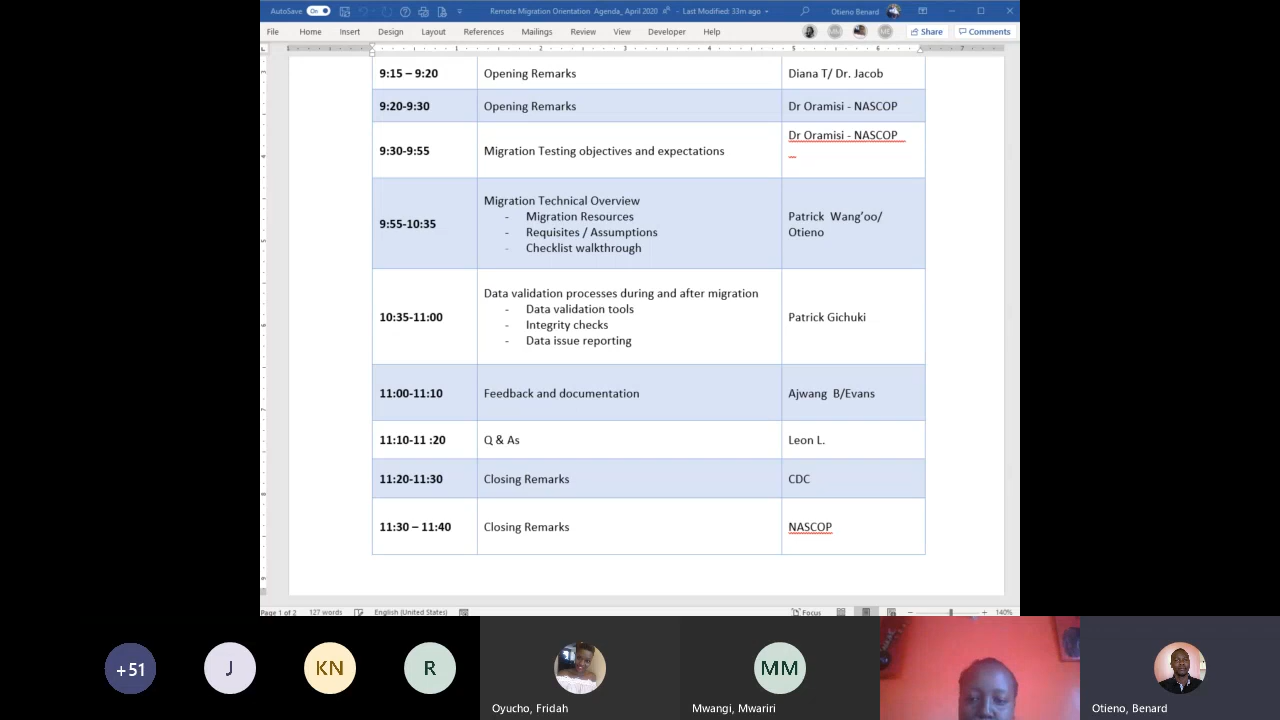 AutoSave On Remote Migration Orientation Agenda_ April 2020 - Last Modified: 33m ago Otieno Benard
File Home Insert Design Layout References Mailings Review View Developer Help MM Share Comments
9:15 – 9:20 Opening Remarks Diana T/ Dr. Jacob
9:20-9:30 Opening Remarks Dr Oramisi - NASCOP
9:30-9:55 Migration Testing objectives and expectations Dr Oramisi - NASCOP
9:55-10:35 Migration Technical Overview
- Migration Resources
- Requisites / Assumptions
- Checklist walkthrough
Patrick Wang’oo/
Otieno
10:35-11:00 Data validation processes during and after migration
- Data validation tools
- Integrity checks
- Data issue reporting
Patrick Gichuki
11:00-11:10 Feedback and documentation Ajwang B/Evans
11:10-11 :20 Q & As Leon L.
11:20-11:30 Closing Remarks CDC
11:30 – 11:40 Closing Remarks NASCOP
Page 1 of 2 127 words English (United States) Focus 140%
+51 J KN R MM
Oyucho, Fridah Mwangi, Mwariri Otieno, Benard